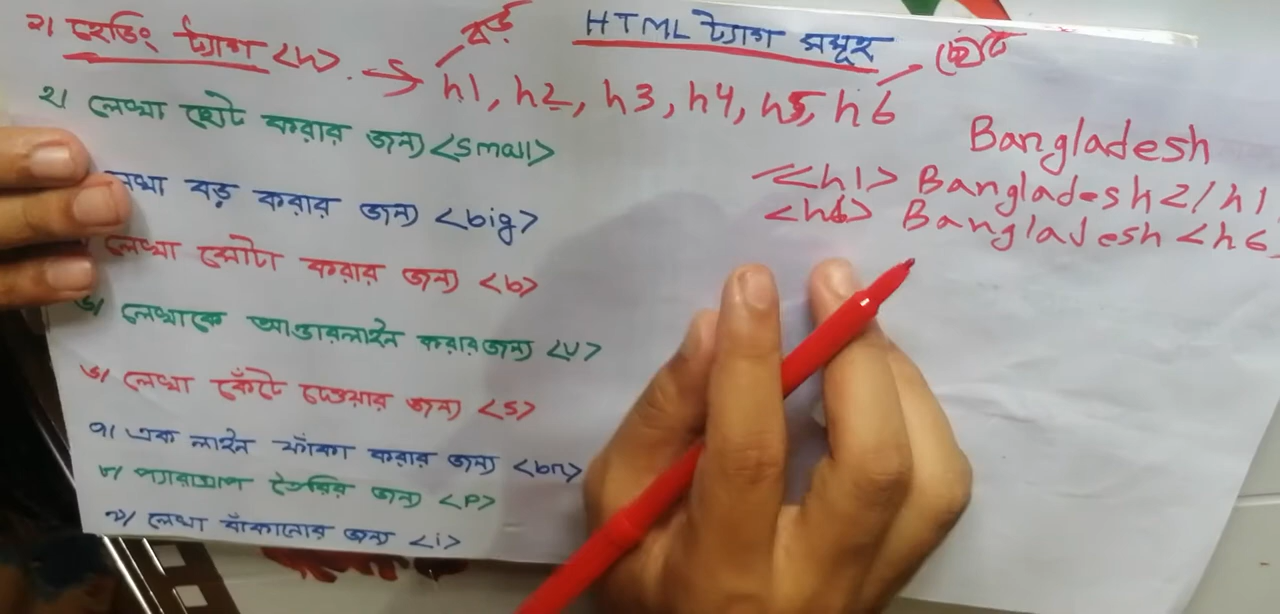 HTML ট্যাগ সমূহ
১। হেডিং ট্যাগ <h>. → h1, h2, h3, h4, h5, h6
বড়
ছোট
২। লেখা ছোট করার জন্য <small>
লেখা বড় করার জন্য <big>
লেখা মোটা করার জন্য <b>
৫/ লেখাকে আন্ডারলাইন করার জন্য <u>
৬/ লেখা কেঁটে দেওয়ার জন্য <s>
৭। এক লাইন ফাঁকা করার জন্য <br>
৮/ প্যারাগ্রাপ তৈরির জন্য <p>
৯/ লেখা বাঁকানোর জন্য <i>
Bangladesh
<h1> Bangladesh </h1
<h6> Bangladesh <h6